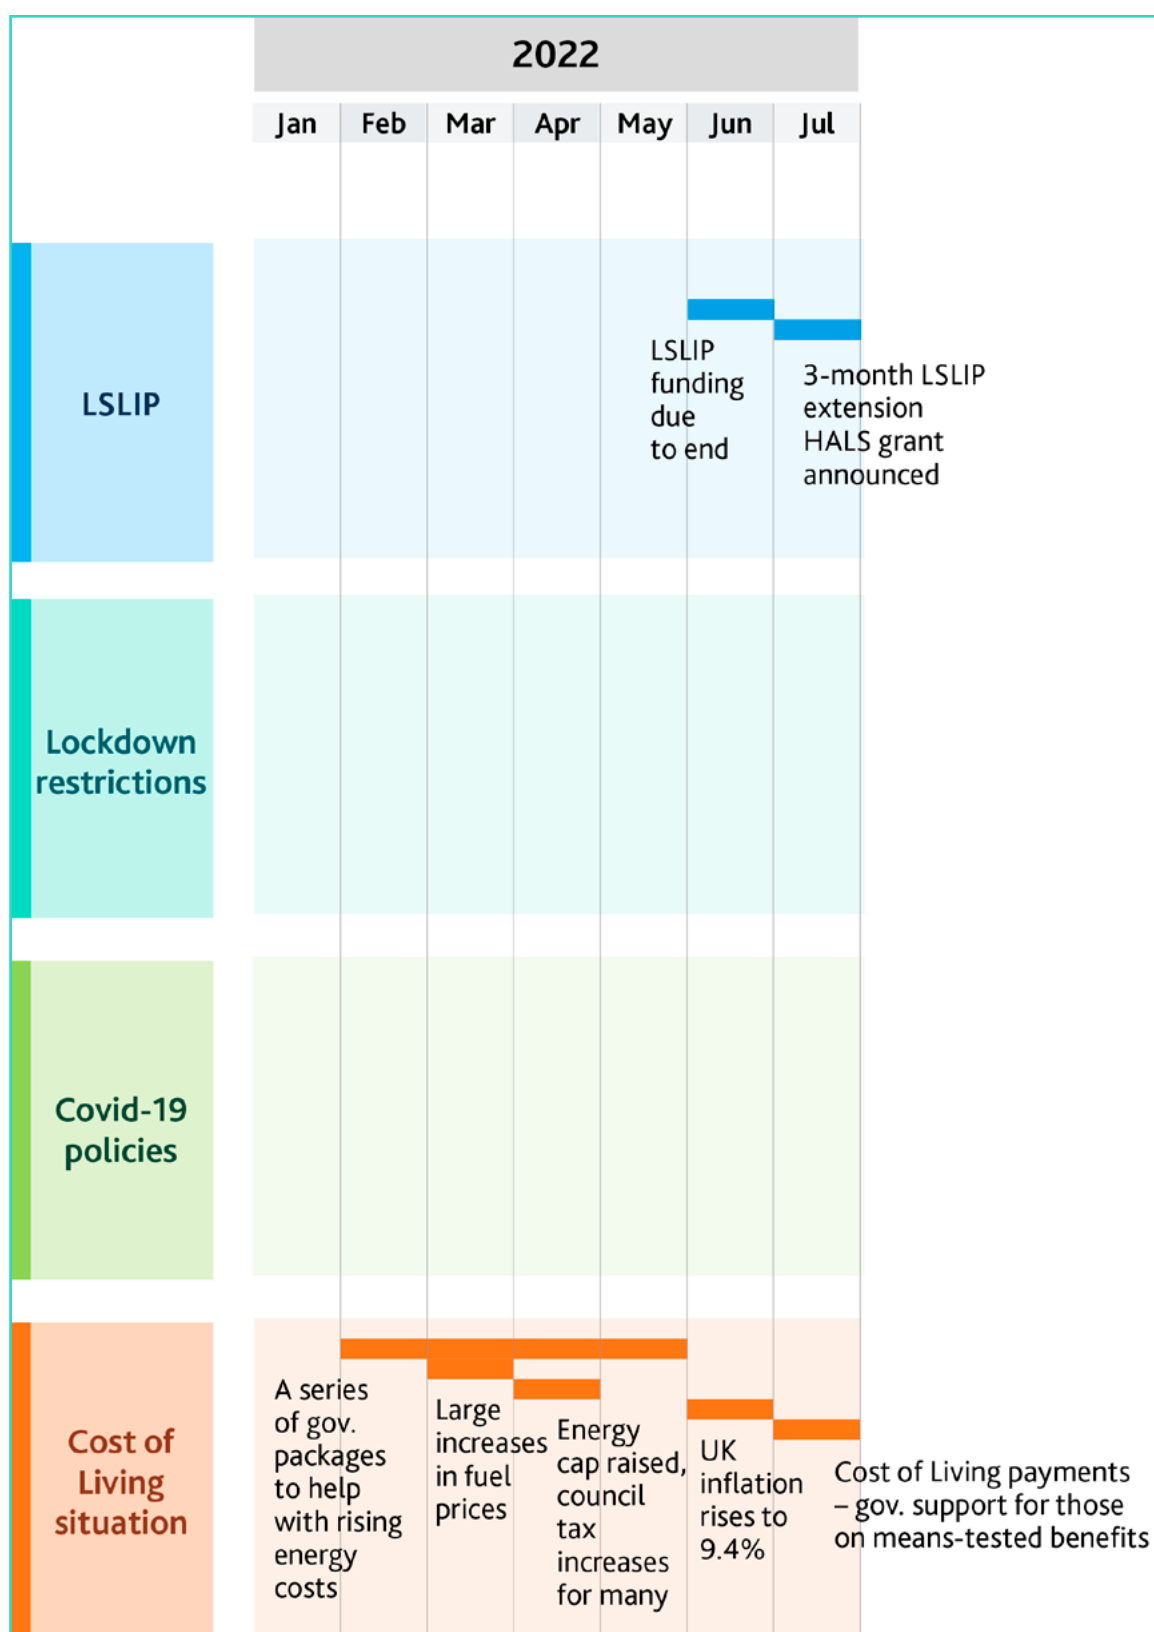 2022
Jan Feb Mar Apr May Jun Jul
LSLIP
LSLIP
funding
due
to end
3-month LSLIP
extension
HALS grant
announced
Lockdown
restrictions
Covid-19
policies
Cost of
Living
situation
A series
of gov.
packages
to help
with rising
energy
costs
Large
increases
in fuel
prices
Energy
cap raised,
council
tax
increases
for many
UK
inflation
rises to
9.4%
Cost of Living payments
– gov. support for those
on means-tested benefits